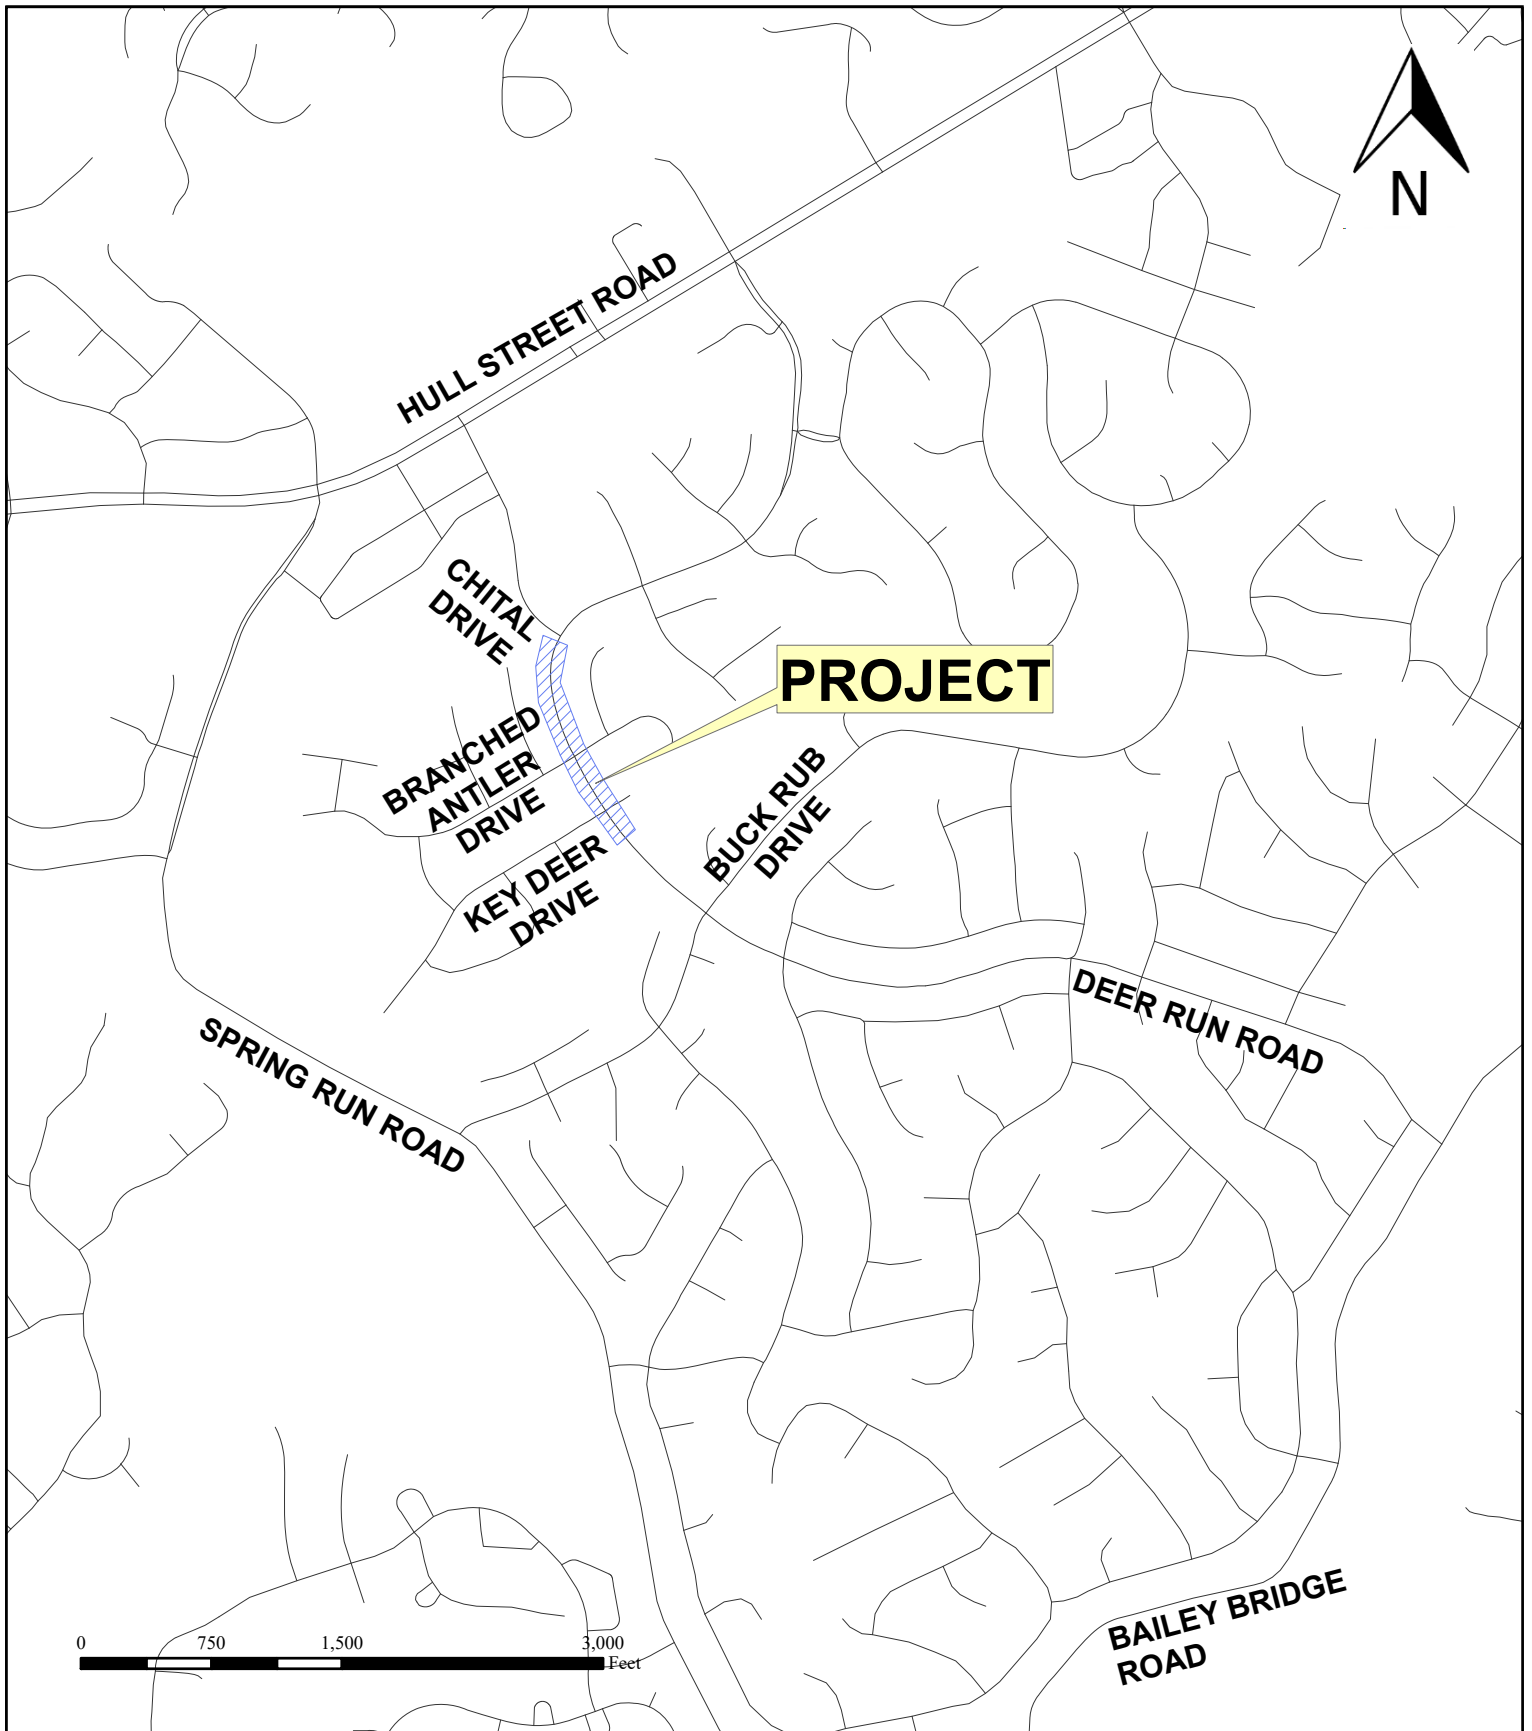 N
HULL STREET ROAD
CHITAL
DRIVE
PROJECT
BRANCHED
ANTLER
DRIVE
BUCK RUB
DRIVE
KEY DEER
DRIVE
DEER RUN ROAD
SPRING RUN ROAD
BAILEY BRIDGE
ROAD
0 750 1,500 3,000
Feet